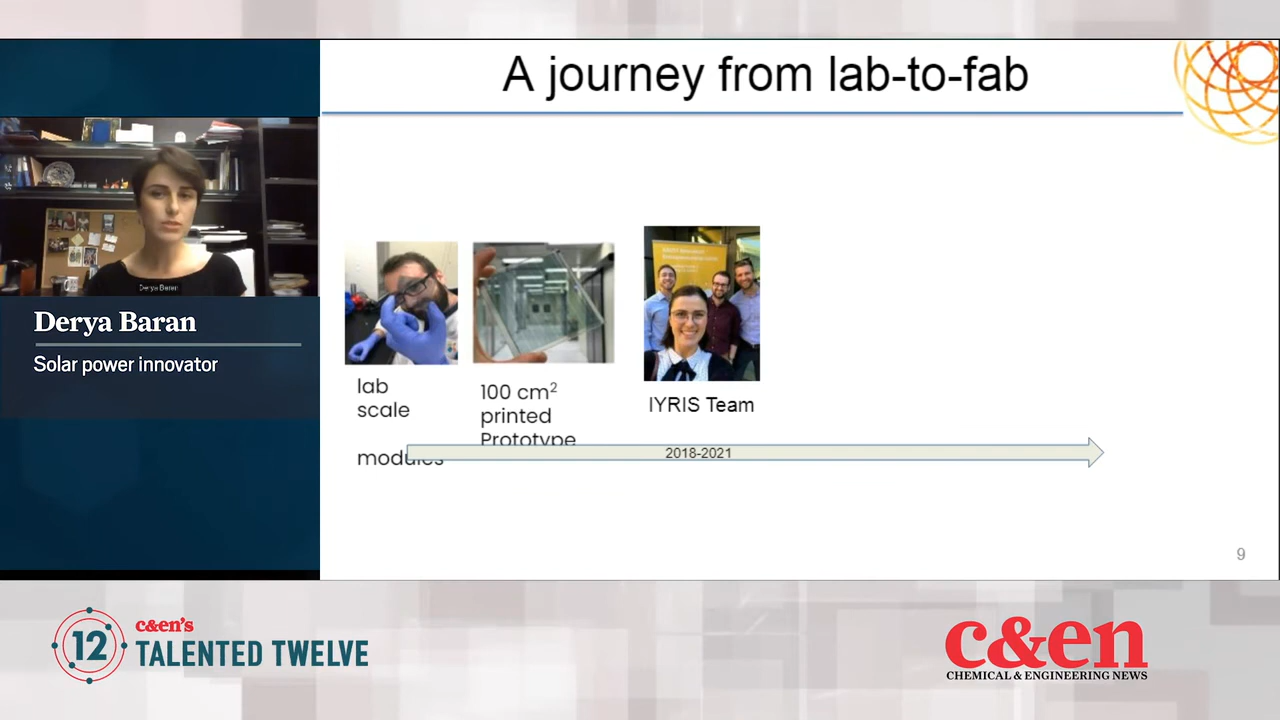 A journey from lab-to-fab
Derya Baran
Derya Baran
Solar power innovator
lab
scale
modules
100 cm²
printed
Prototype
IYRIS Team
2018-2021
9
12
c&en's
TALENTED TWELVE
c&en
CHEMICAL & ENGINEERING NEWS